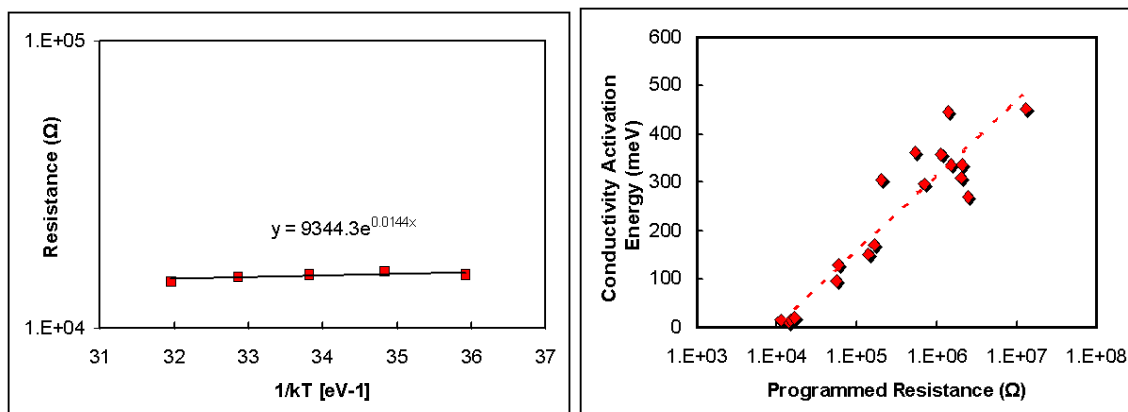 1.E+05
Resistance (Ω)
y = 9344.3e^0.0144x
1.E+04
31 32 33 34 35 36 37
1/kT [eV-1]
600
500
400
300
200
100
0
Conductivity Activation
Energy (meV)
1.E+03 1.E+04 1.E+05 1.E+06 1.E+07 1.E+08
Programmed Resistance (Ω)